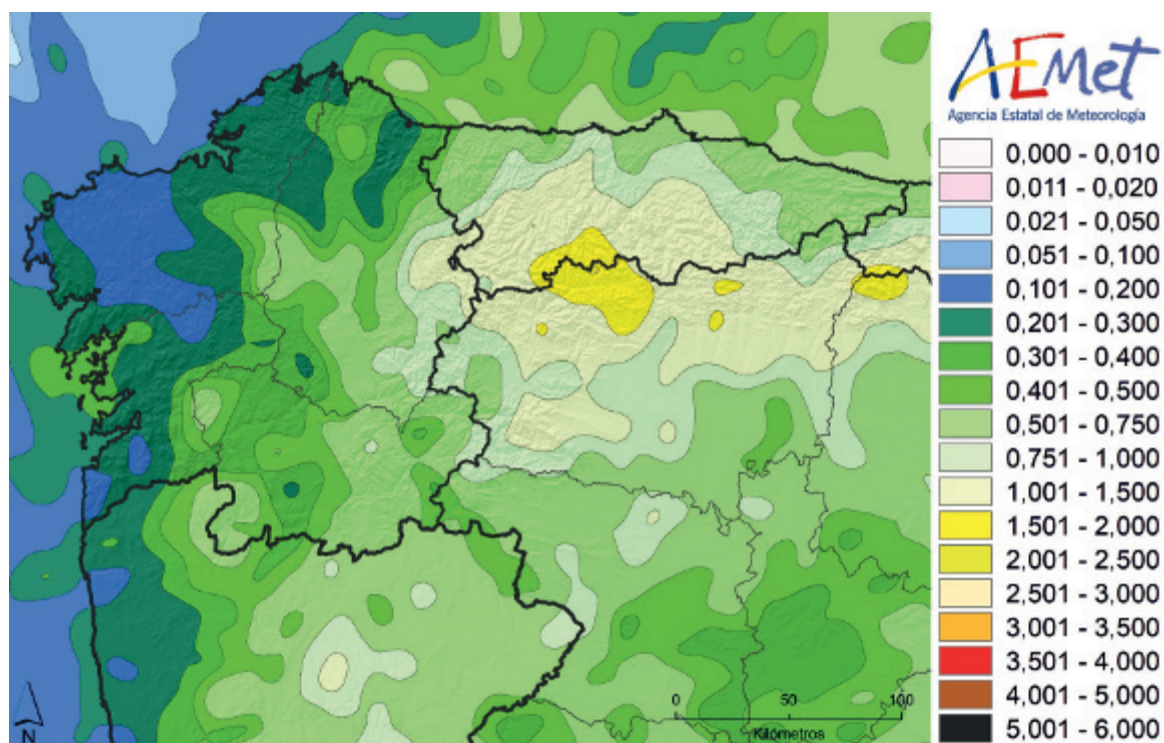 AEMet
Agencia Estatal de Meteorología
0,000 - 0,010
0,011 - 0,020
0,021 - 0,050
0,051 - 0,100
0,101 - 0,200
0,201 - 0,300
0,301 - 0,400
0,401 - 0,500
0,501 - 0,750
0,751 - 1,000
1,001 - 1,500
1,501 - 2,000
2,001 - 2,500
2,501 - 3,000
3,001 - 3,500
3,501 - 4,000
4,001 - 5,000
5,001 - 6,000
0 50 100
Kilómetros
N